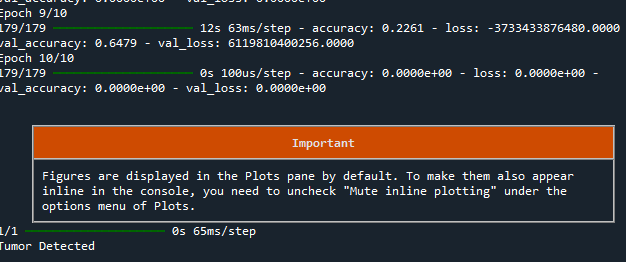 Epoch 9/10
179/179 12s 63ms/step - accuracy: 0.2261 - loss: -3733433876480.0000
val_accuracy: 0.6479 - val_loss: 6119810400256.0000
Epoch 10/10
179/179 0s 100us/step - accuracy: 0.0000e+00 - loss: 0.0000e+00 -
val_accuracy: 0.0000e+00 - val_loss: 0.0000e+00
Important
Figures are displayed in the Plots pane by default. To make them also appear
inline in the console, you need to uncheck "Mute inline plotting" under the
options menu of Plots.
1/1 0s 65ms/step
Tumor Detected